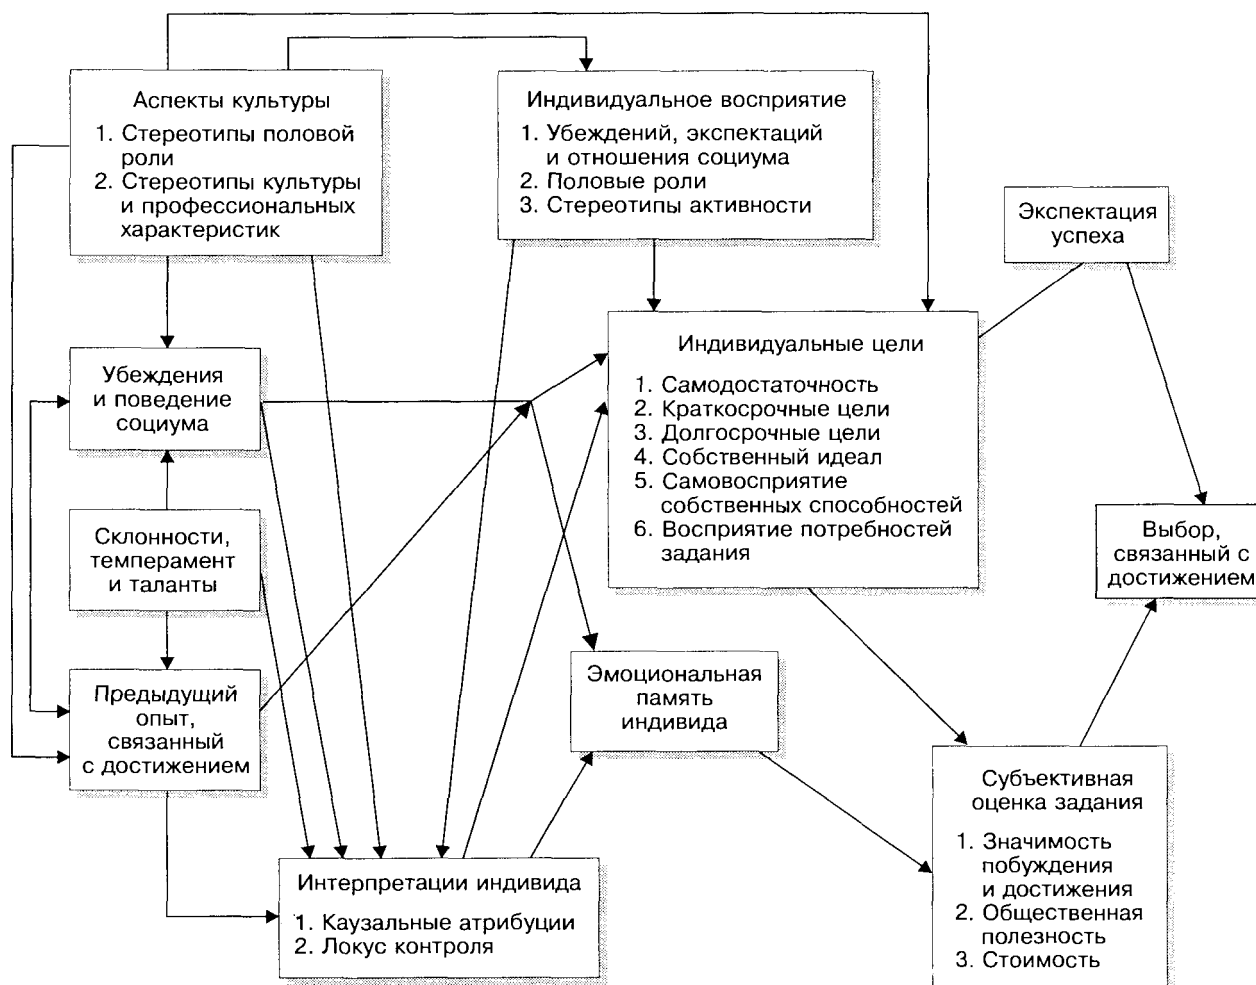 Аспекты культуры
1. Стереотипы половой
роли
2. Стереотипы культуры
и профессиональных
характеристик
Индивидуальное восприятие
1. Убеждений, экспектаций
и отношения социума
2. Половые роли
3. Стереотипы активности
Экспектация
успеха
Убеждения
и поведение
социума
Индивидуальные цели
1. Самодостаточность
2. Краткосрочные цели
3. Долгосрочные цели
4. Собственный идеал
5. Самовосприятие
собственных способностей
6. Восприятие потребностей
задания
Склонности,
темперамент
и таланты
Выбор,
связанный с
достижением
Предыдущий
опыт,
связанный
с достижением
Эмоциональная
память
индивида
Субъективная
оценка задания
1. Значимость
побуждения
и достижения
2. Общественная
полезность
3. Стоимость
Интерпретации индивида
1. Каузальные атрибуции
2. Локус контроля